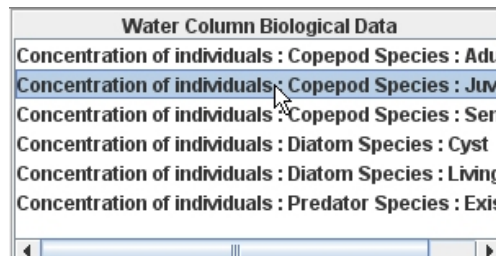 Water Column Biological Data
Concentration of individuals : Copepod Species : Adu
Concentration of individuals : Copepod Species : Juv
Concentration of individuals : Copepod Species : Sen
Concentration of individuals : Diatom Species : Cyst
Concentration of individuals : Diatom Species : Living
Concentration of individuals : Predator Species : Exis